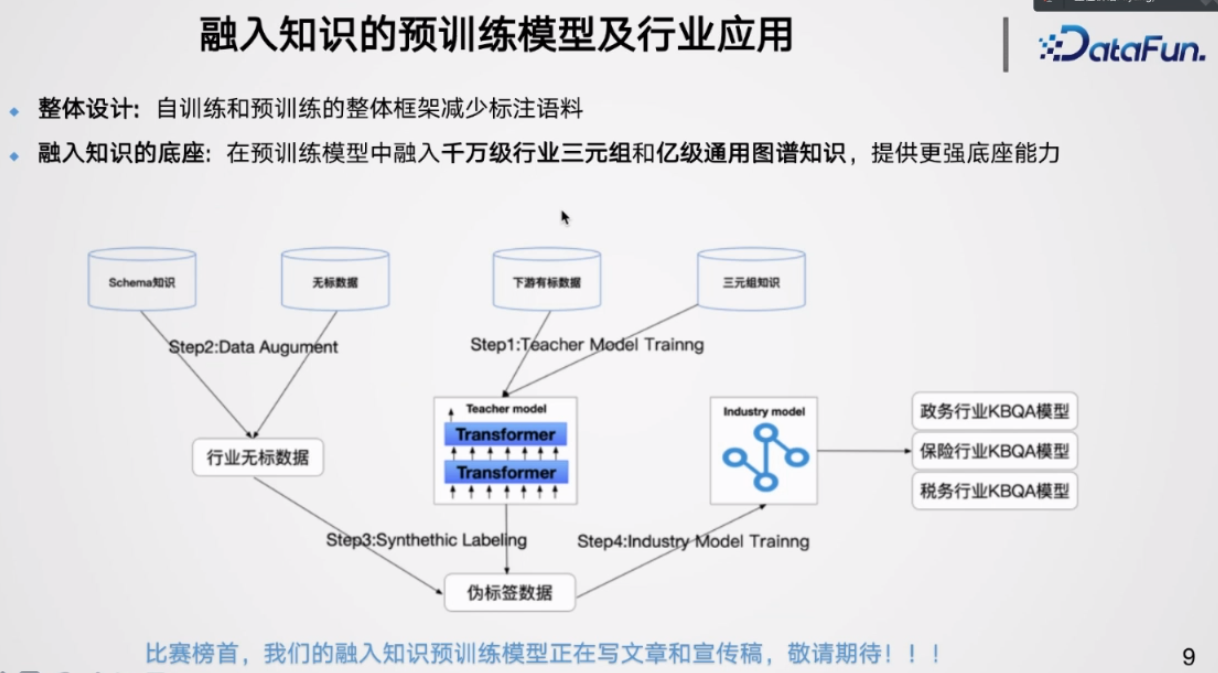 融入知识的预训练模型及行业应用
DataFun.
整体设计：自训练和预训练的整体框架减少标注语料
融入知识的底座：在预训练模型中融入千万级行业三元组和亿级通用图谱知识，提供更强底座能力
Schema知识
无标数据
下游有标数据
三元组知识
Step2:Data Augument
Step1:Teacher Model Trainng
Teacher model
Transformer
Transformer
Industry model
政务行业KBQA模型
保险行业KBQA模型
税务行业KBQA模型
行业无标数据
Step3:Synthethic Labeling
Step4:Industry Model Trainng
伪标签数据
比赛榜首，我们的融入知识预训练模型正在写文章和宣传稿，敬请期待！！！
9